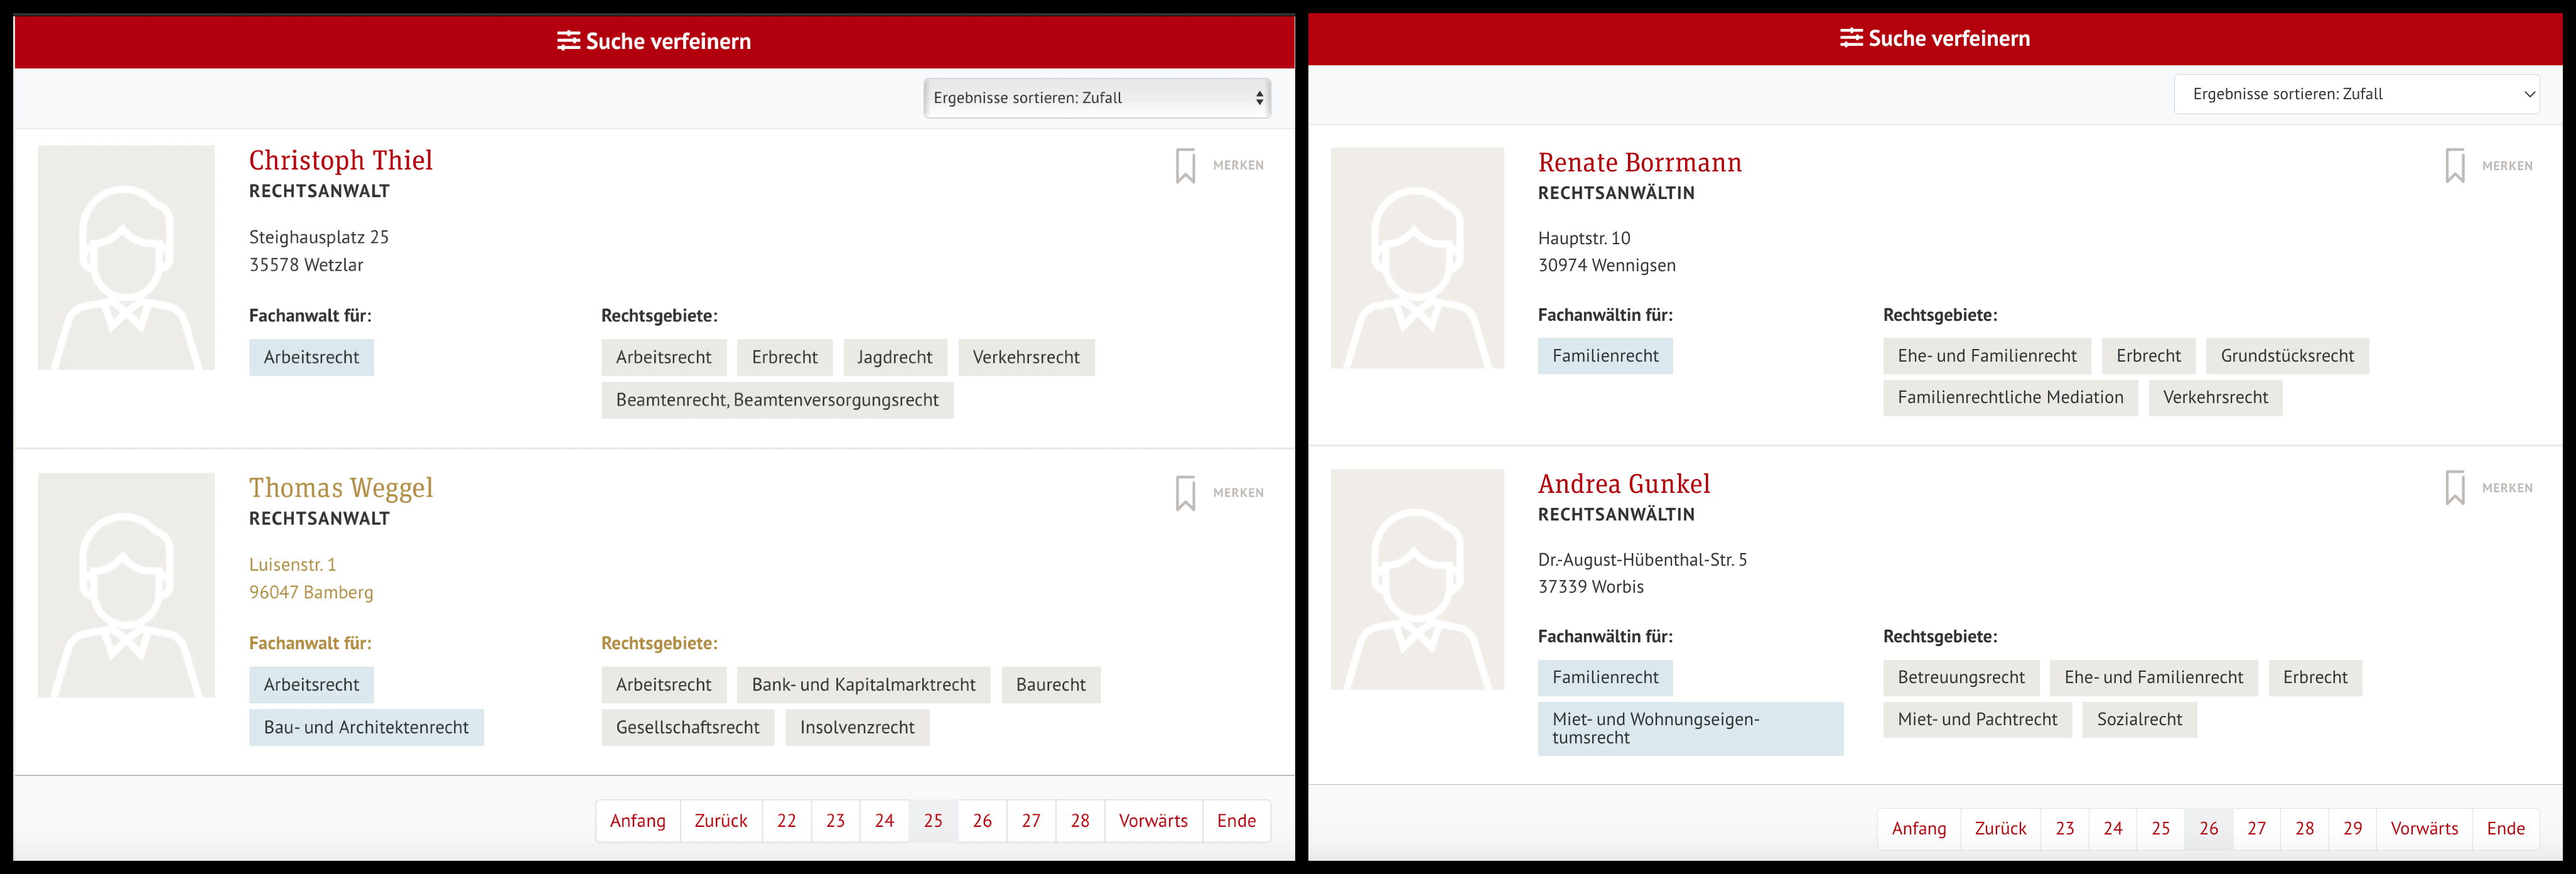 Suche verfeinern
Ergebnisse sortieren: Zufall
Christoph Thiel
RECHTSANWALT
MERKEN
Steighausplatz 25
35578 Wetzlar
Fachanwalt für:
Arbeitsrecht
Rechtsgebiete:
Arbeitsrecht Erbrecht Jagdrecht Verkehrsrecht
Beamtenrecht, Beamtenversorgungsrecht
Thomas Weggel
RECHTSANWALT
MERKEN
Luisenstr. 1
96047 Bamberg
Fachanwalt für:
Arbeitsrecht
Bau- und Architektenrecht
Rechtsgebiete:
Arbeitsrecht Bank- und Kapitalmarktrecht Baurecht
Gesellschaftsrecht Insolvenzrecht
Anfang Zurück 22 23 24 25 26 27 28 Vorwärts Ende
Suche verfeinern
Ergebnisse sortieren: Zufall
Renate Borrmann
RECHTSANWÄLTIN
MERKEN
Hauptstr. 10
30974 Wennigsen
Fachanwältin für:
Familienrecht
Rechtsgebiete:
Ehe- und Familienrecht Erbrecht Grundstücksrecht
Familienrechtliche Mediation Verkehrsrecht
Andrea Gunkel
RECHTSANWÄLTIN
MERKEN
Dr.-August-Hübenthal-Str. 5
37339 Worbis
Fachanwältin für:
Familienrecht
Miet- und Wohnungseigen-
tumsrecht
Rechtsgebiete:
Betreuungsrecht Ehe- und Familienrecht Erbrecht
Miet- und Pachtrecht Sozialrecht
Anfang Zurück 23 24 25 26 27 28 29 Vorwärts Ende